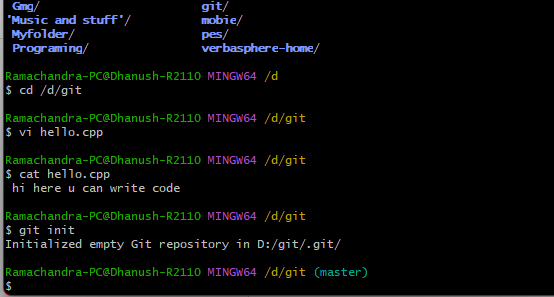 Gmg/ git/
'Music and stuff'/ mobie/
Myfolder/ pes/
Programing/ verbasphere-home/
Ramachandra-PC@Dhanush-R2110 MINGW64 /d
$ cd /d/git
Ramachandra-PC@Dhanush-R2110 MINGW64 /d/git
$ vi hello.cpp
Ramachandra-PC@Dhanush-R2110 MINGW64 /d/git
$ cat hello.cpp
hi here u can write code
Ramachandra-PC@Dhanush-R2110 MINGW64 /d/git
$ git init
Initialized empty Git repository in D:/git/.git/
Ramachandra-PC@Dhanush-R2110 MINGW64 /d/git (master)
$